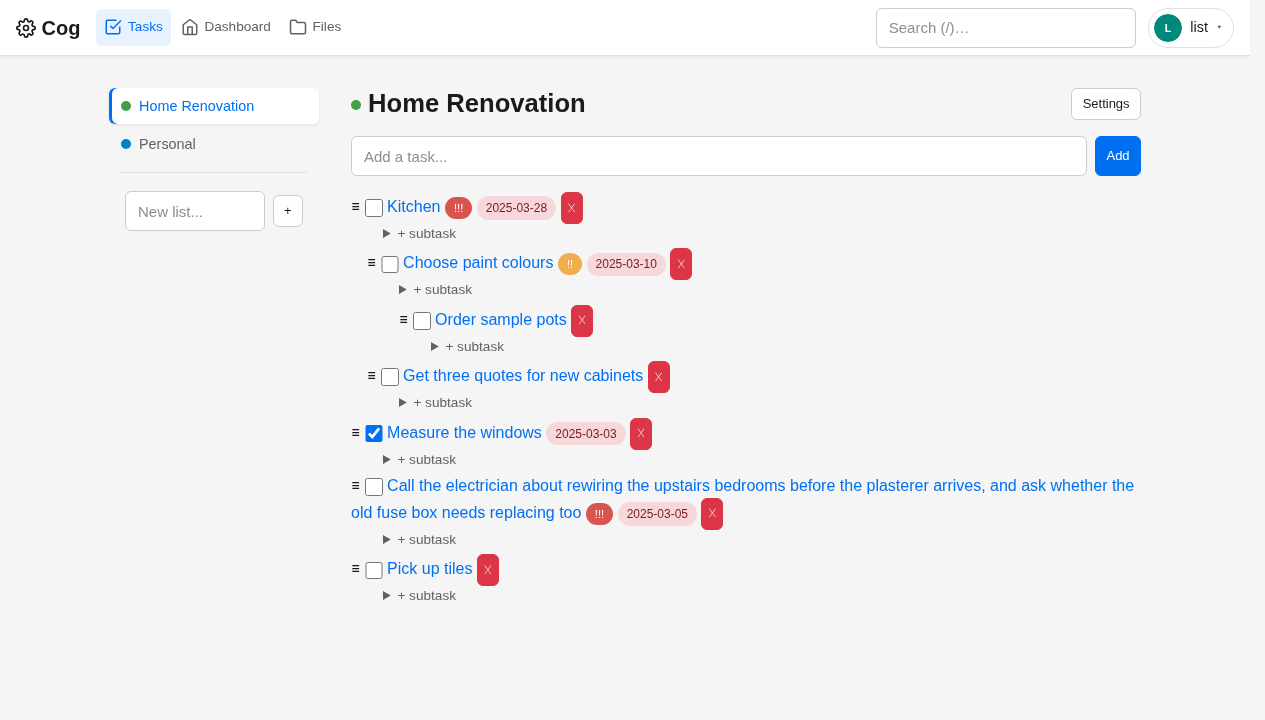 Cog
Tasks
Dashboard
Files
Search (/)…
L
list
Home Renovation
Personal
New list...
+
Home Renovation
Settings
Add a task...
Add
Kitchen !!! 2025-03-28 X
+ subtask
Choose paint colours !! 2025-03-10 X
+ subtask
Order sample pots X
+ subtask
Get three quotes for new cabinets X
+ subtask
Measure the windows 2025-03-03 X
+ subtask
Call the electrician about rewiring the upstairs bedrooms before the plasterer arrives, and ask whether the
old fuse box needs replacing too !!! 2025-03-05 X
+ subtask
Pick up tiles X
+ subtask